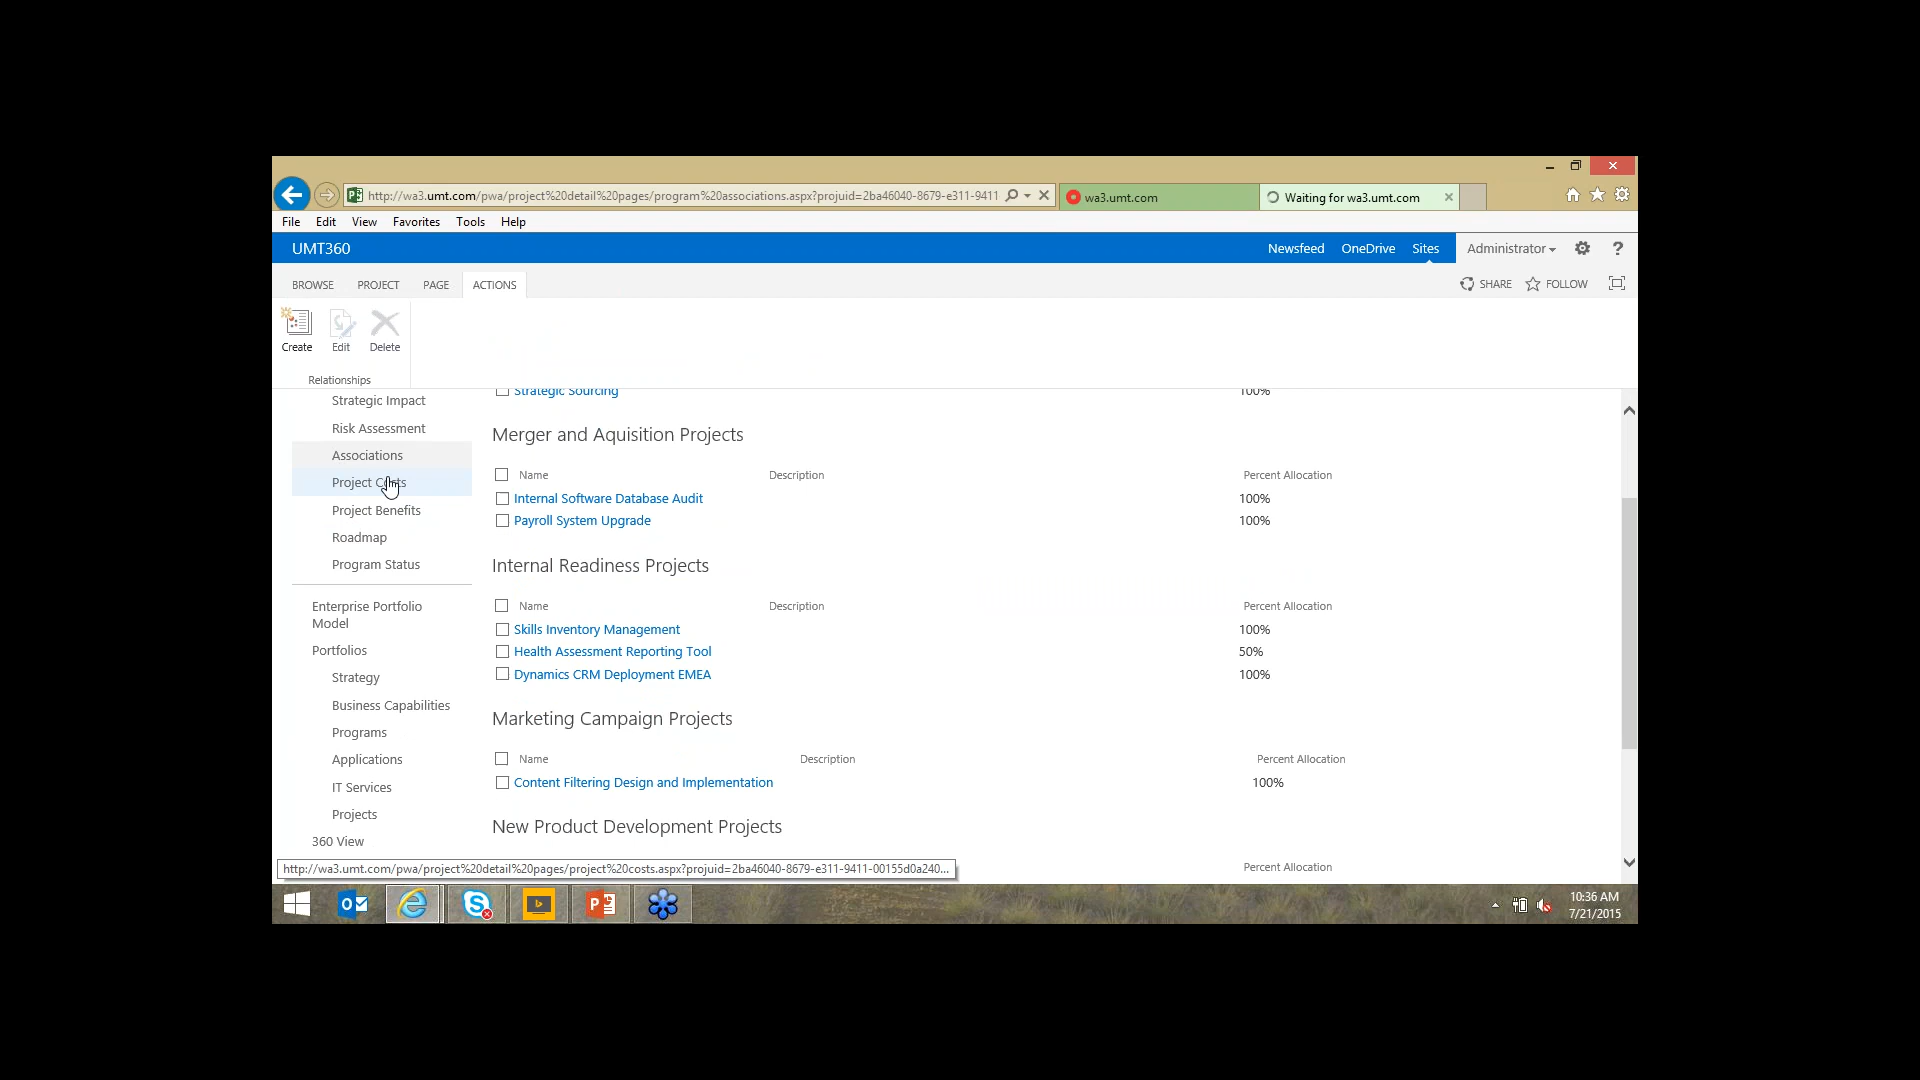 http://wa3.umt.com/pwa/project%20detail%20pages/program%20associations.aspx?projuid=2ba46040-8679-e311-9411
wa3.umt.com
Waiting for wa3.umt.com
File Edit View Favorites Tools Help
UMT360
Newsfeed OneDrive Sites Administrator ?
BROWSE PROJECT PAGE ACTIONS
SHARE FOLLOW
Create Edit Delete
Relationships
Strategic Sourcing 100%
Strategic Impact
Risk Assessment
Associations
Project Costs
Project Benefits
Roadmap
Program Status
Enterprise Portfolio
Model
Portfolios
Strategy
Business Capabilities
Programs
Applications
IT Services
Projects
360 View
Merger and Aquisition Projects
Name Description Percent Allocation
Internal Software Database Audit 100%
Payroll System Upgrade 100%
Internal Readiness Projects
Name Description Percent Allocation
Skills Inventory Management 100%
Health Assessment Reporting Tool 50%
Dynamics CRM Deployment EMEA 100%
Marketing Campaign Projects
Name Description Percent Allocation
Content Filtering Design and Implementation 100%
New Product Development Projects
Percent Allocation
http://wa3.umt.com/pwa/project%20detail%20pages/project%20costs.aspx?projuid=2ba46040-8679-e311-9411-00155d0a240...
10:36 AM
7/21/2015